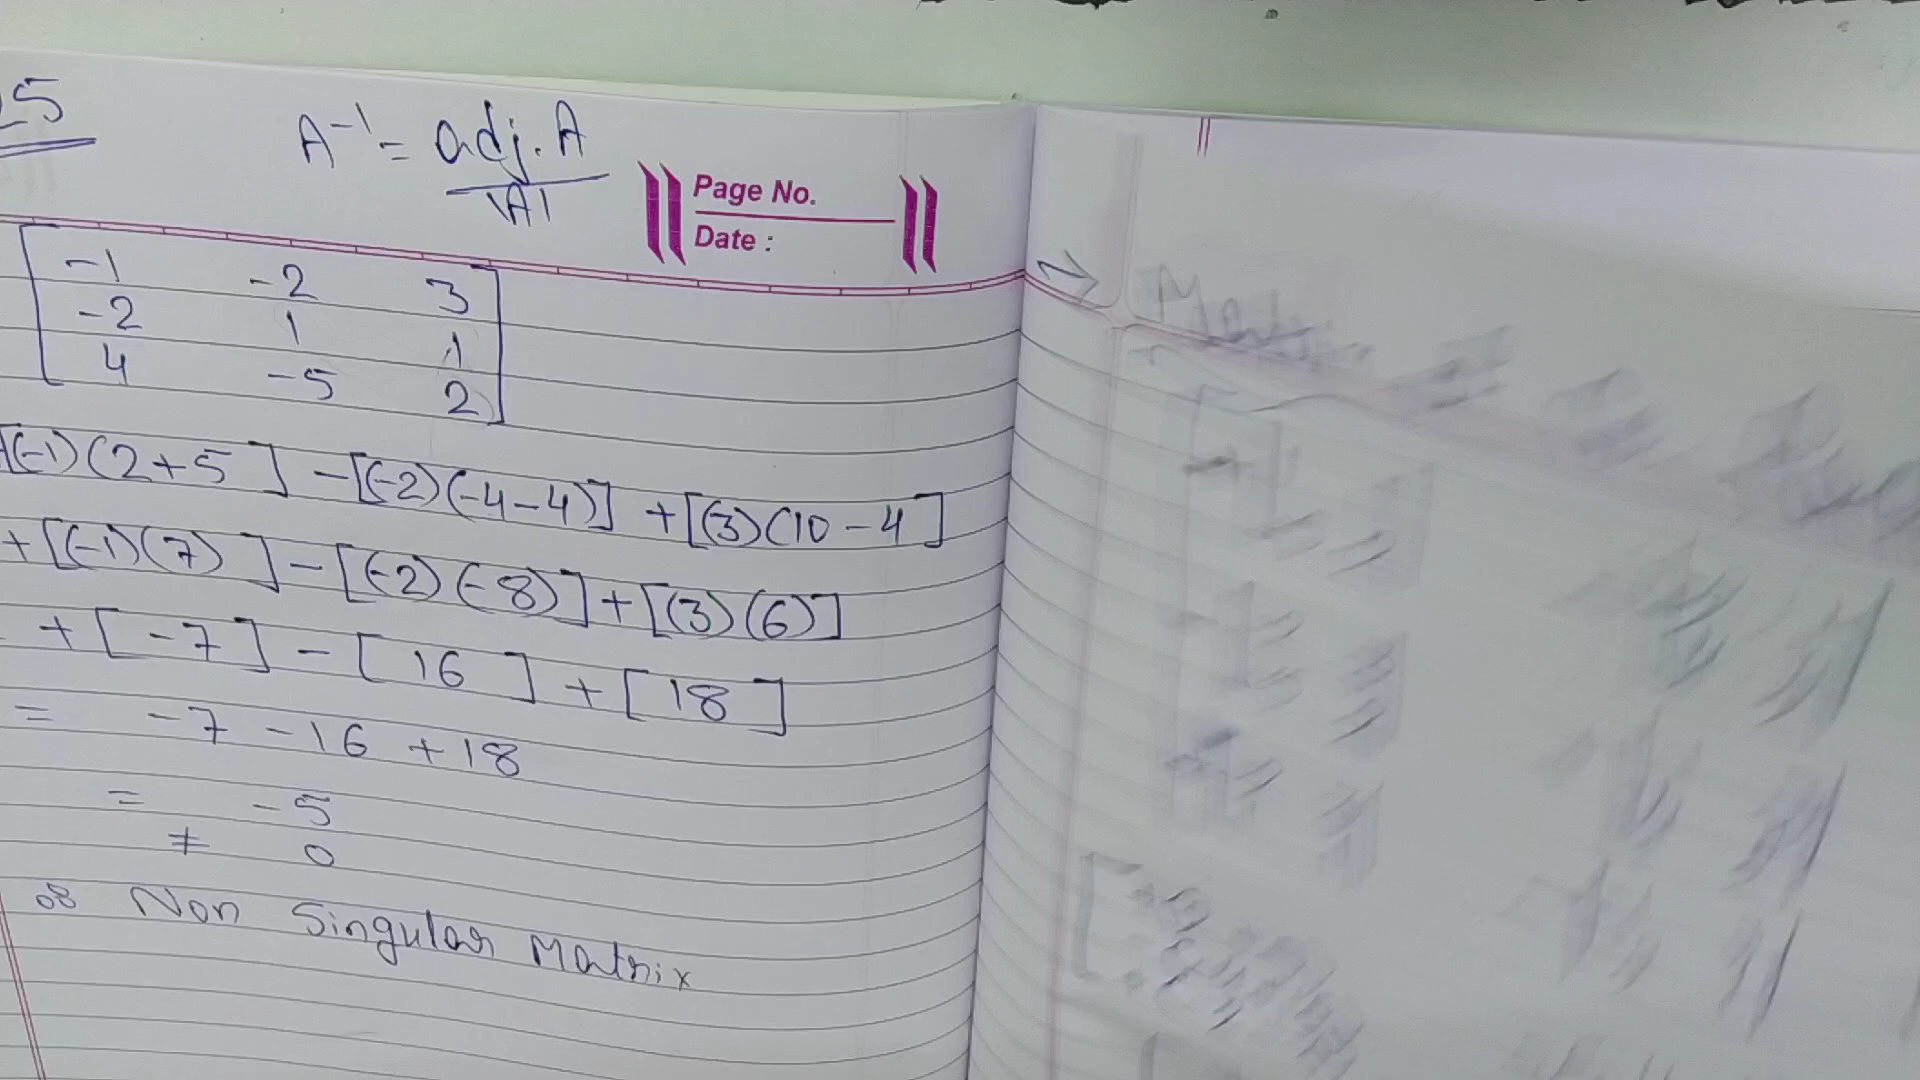 25
A⁻¹ = adj. A
|A|
Page No.
Date :
-1 -2 3
-2 1 1
4 -5 2
[(-1)(2+5] - [(-2)(-4-4)] + [(3)(10-4]
+ [(-1)(7)] - [(-2)(-8)] + [(3)(6)]
+ [-7] - [16] + [18]
= -7 -16 +18
= -5
≠ 0
Non Singular Matrix